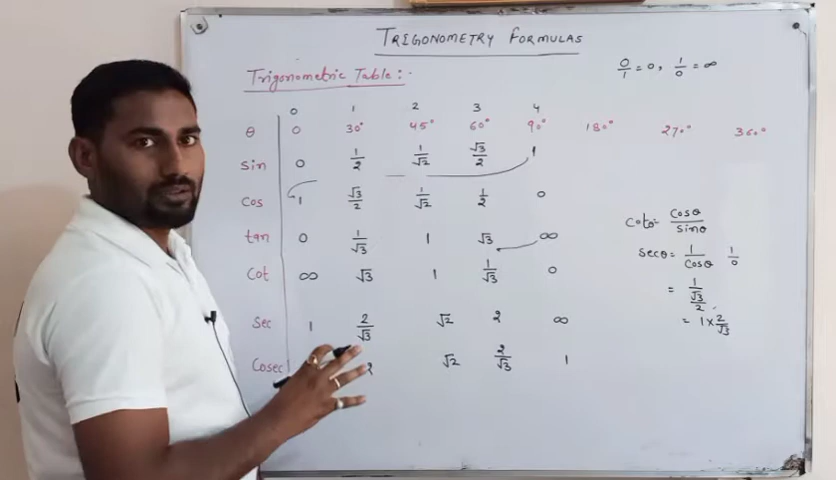 TRIGONOMETRY FORMULAS
0/1 = 0, 1/0 = ∞
Trigonometric Table :-
0 1 2 3 4
θ 0 30° 45° 60° 90° 180° 270° 360°
sin 0 1/2 1/√2 √3/2 1
cos 1 √3/2 1/√2 1/2 0
tan 0 1/√3 1 √3 ∞
Cot ∞ √3 1 1/√3 0
Sec 1 2/√3 √2 2 ∞
Cosec 2 √2 2/√3 1
Cotθ = Cosθ/sinθ
Secθ = 1/Cosθ 1/0
= 1/(√3/2)
= 1 × 2/√3